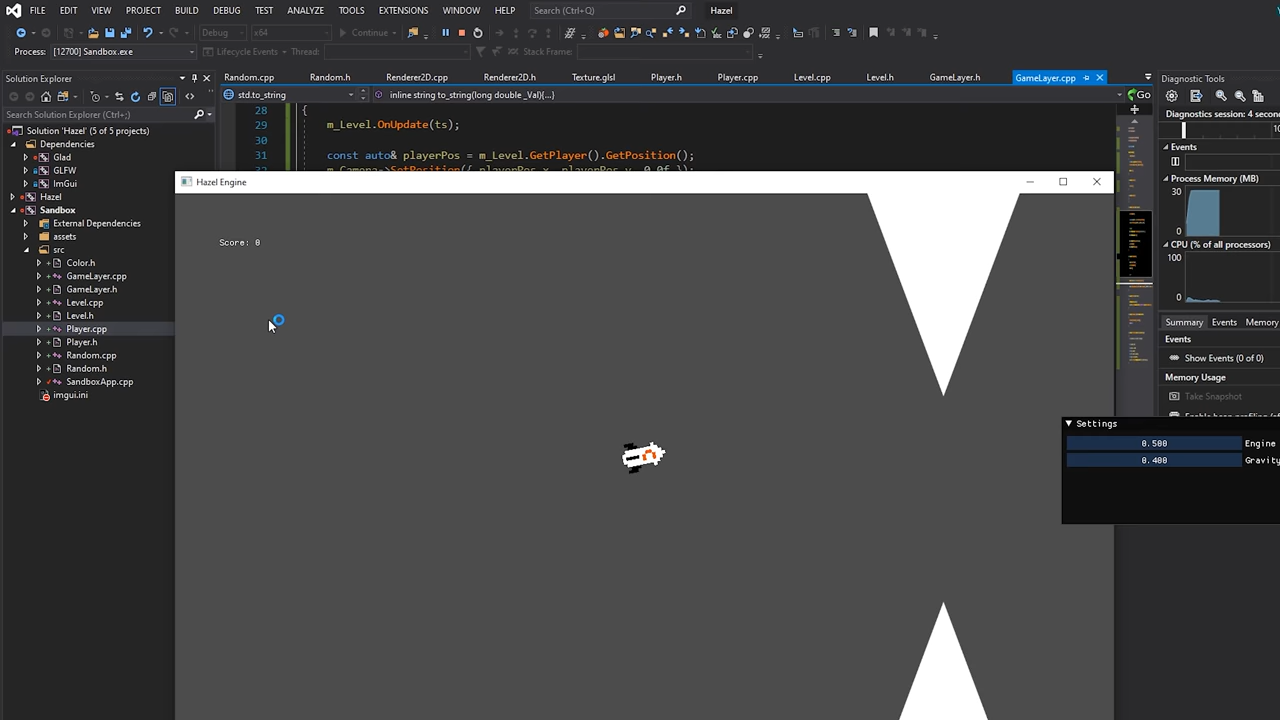 FILE EDIT VIEW PROJECT BUILD DEBUG TEST ANALYZE TOOLS EXTENSIONS WINDOW HELP Search (Ctrl+Q) Hazel
Debug x64 Continue
Process: [12700] Sandbox.exe Lifecycle Events Thread: Stack Frame:
Solution Explorer
Random.cpp Random.h Renderer2D.cpp Renderer2D.h Texture.glsl Player.h Player.cpp Level.cpp Level.h GameLayer.h GameLayer.cpp
Diagnostic Tools
std.to_string inline string to_string(long double _Val){...} Go
Search Solution Explorer (Ctrl+;)
Solution 'Hazel' (5 of 5 projects)
Dependencies
Glad
GLFW
ImGui
Hazel
Sandbox
External Dependencies
assets
src
Color.h
GameLayer.cpp
GameLayer.h
Level.cpp
Level.h
Player.cpp
Player.h
Random.cpp
Random.h
SandboxApp.cpp
imgui.ini
28 {
29 m_Level.OnUpdate(ts);
30
31 const auto& playerPos = m_Level.GetPlayer().GetPosition();
m_Camera->SetPosition({ playerPos.x, playerPos.y, 0.0f });
Hazel Engine
Score: 0
Settings
0.500 Engine
0.400 Gravity
Diagnostics session: 4 second
Events
Process Memory (MB)
30
0
CPU (% of all processors)
100
0
Summary Events Memory
Events
Show Events (0 of 0)
Memory Usage
Take Snapshot